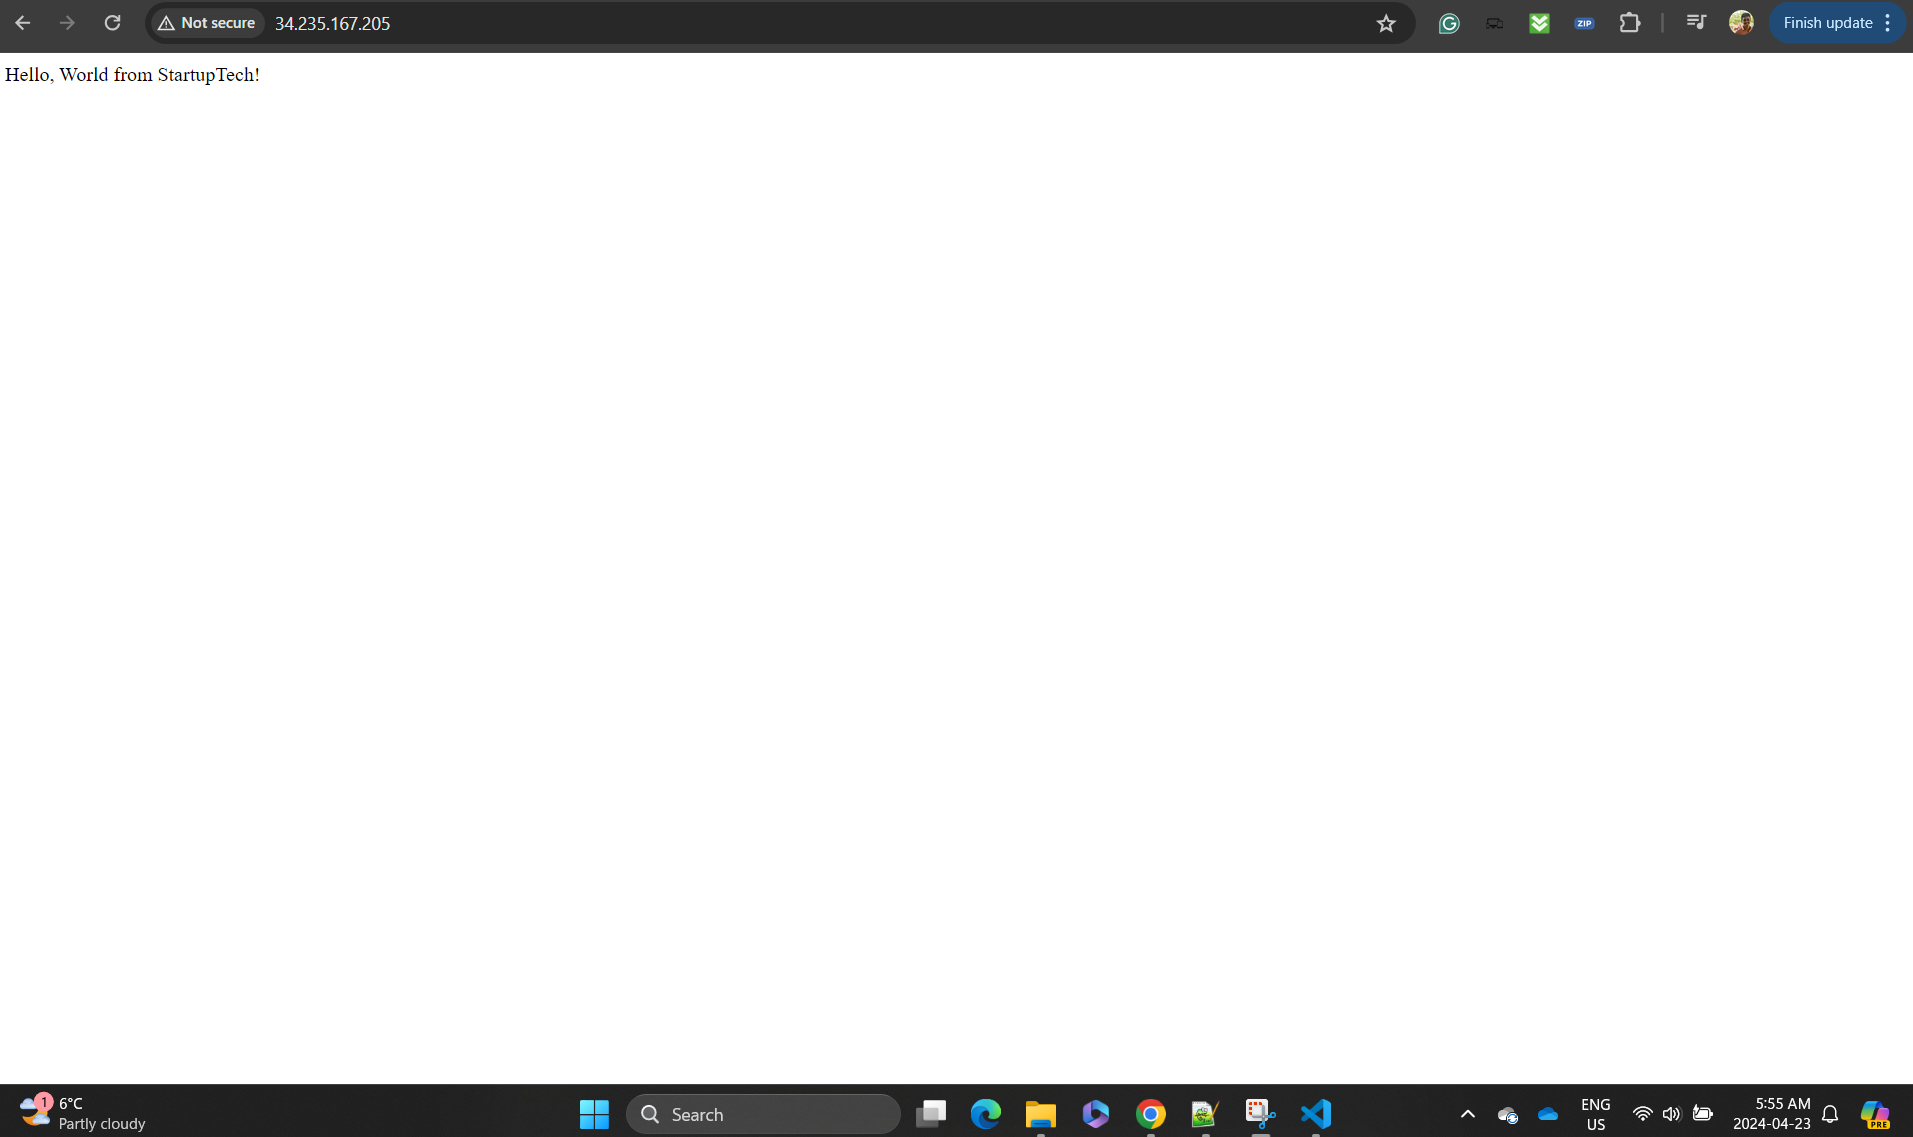 Not secure
34.235.167.205
ZIP
Finish update
Hello, World from StartupTech!
1
6°C
Partly cloudy
Search
ENG
US
5:55 AM
2024-04-23
PRE